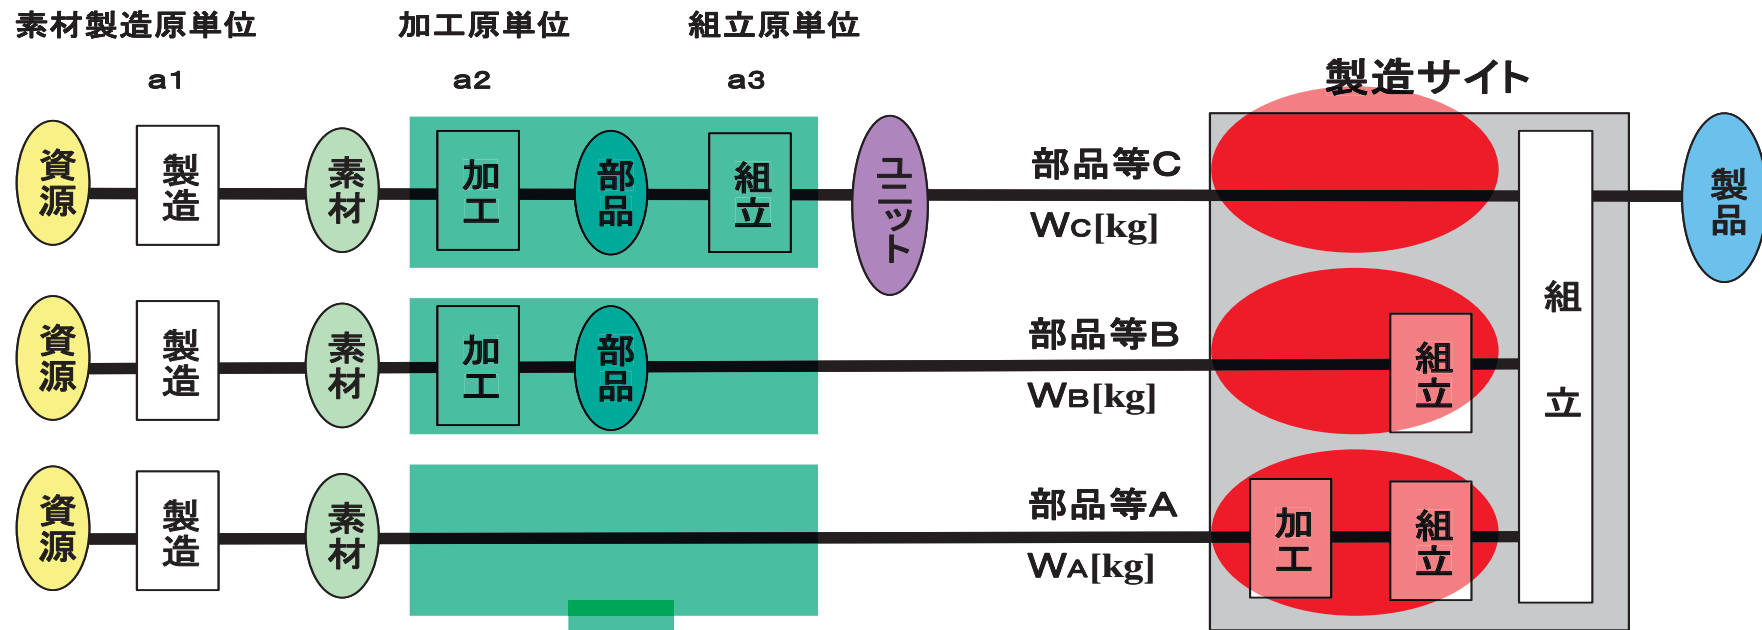 素材製造原単位 加工原単位 組立原単位
a1 a2 a3
製造サイト
資源 製造 素材 加工 部品 組立 ユニット 部品等C 製品
Wc[kg]
組立
資源 製造 素材 加工 部品 部品等B 組立
WB[kg]
資源 製造 素材 部品等A 加工 組立
WA[kg]